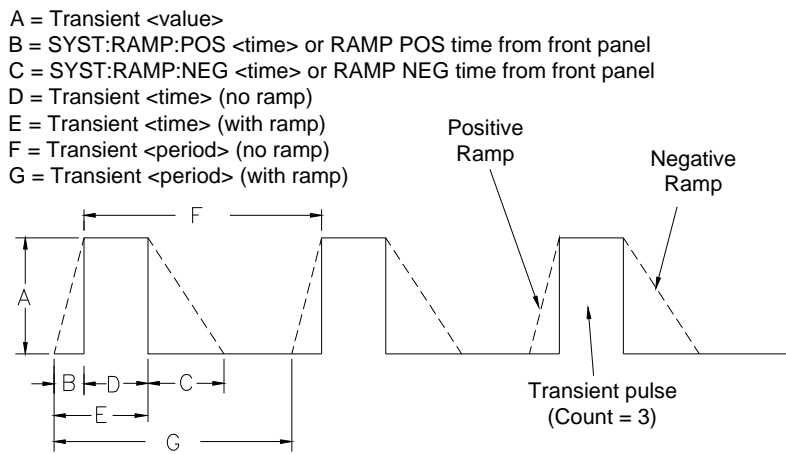 A = Transient <value>
B = SYST:RAMP:POS <time> or RAMP POS time from front panel
C = SYST:RAMP:NEG <time> or RAMP NEG time from front panel
D = Transient <time> (no ramp)
E = Transient <time> (with ramp)
F = Transient <period> (no ramp)
G = Transient <period> (with ramp)
Positive
Ramp
Negative
Ramp
F
A
B
D
C
E
G
Transient pulse
(Count = 3)